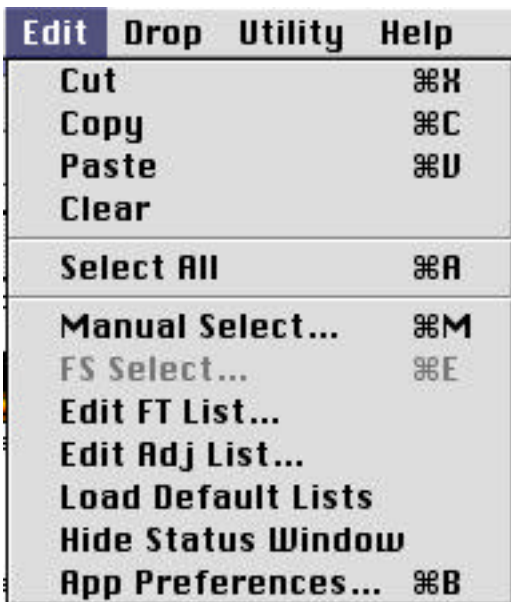 Edit Drop Utility Help
Cut ⌘X
Copy ⌘C
Paste ⌘V
Clear
Select All ⌘A
Manual Select... ⌘M
FS Select... ⌘E
Edit FT List...
Edit Adj List...
Load Default Lists
Hide Status Window
App Preferences... ⌘B